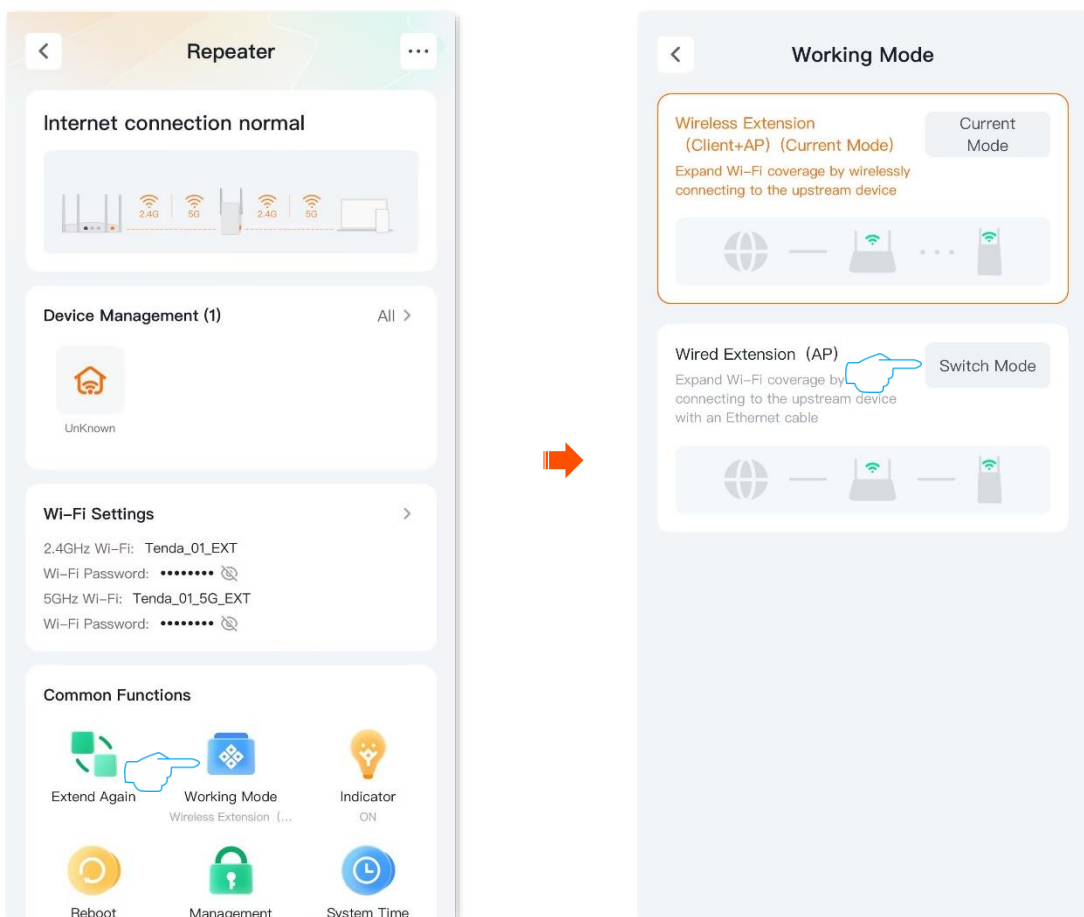 Repeater
...
Internet connection normal
2.4G
5G
2.4G
5G
Device Management (1)
All >
UnKnown
Wi-Fi Settings
>
2.4GHz Wi-Fi: Tenda_01_EXT
Wi-Fi Password: ••••••••
5GHz Wi-Fi: Tenda_01_5G_EXT
Wi-Fi Password: ••••••••
Common Functions
Extend Again
Working Mode
Wireless Extension (...
Indicator
ON
Reboot
Management
System Time
Working Mode
Wireless Extension
(Client+AP) (Current Mode)
Current
Mode
Expand Wi-Fi coverage by wirelessly
connecting to the upstream device
Wired Extension (AP)
Switch Mode
Expand Wi-Fi coverage by
connecting to the upstream device
with an Ethernet cable